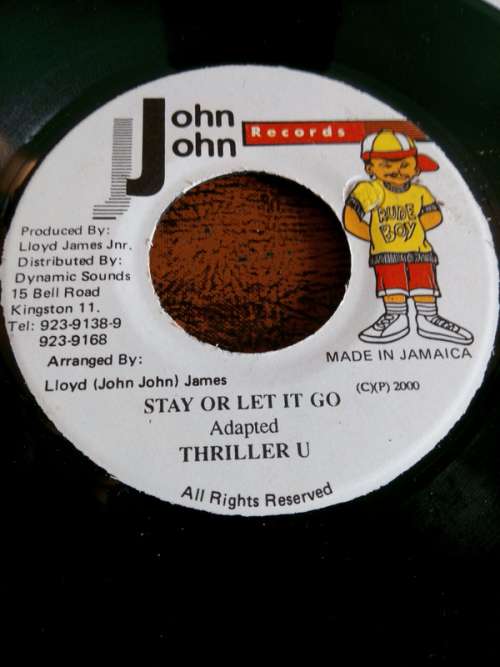 John
John
Records
RUDE
BOY
Produced By:
Lloyd James Jnr.
Distributed By:
Dynamic Sounds
15 Bell Road
Kingston 11.
Tel: 923-9138-9
923-9168
Arranged By:
Lloyd (John John) James
MADE IN JAMAICA
(C)(P) 2000
STAY OR LET IT GO
Adapted
THRILLER U
All Rights Reserved